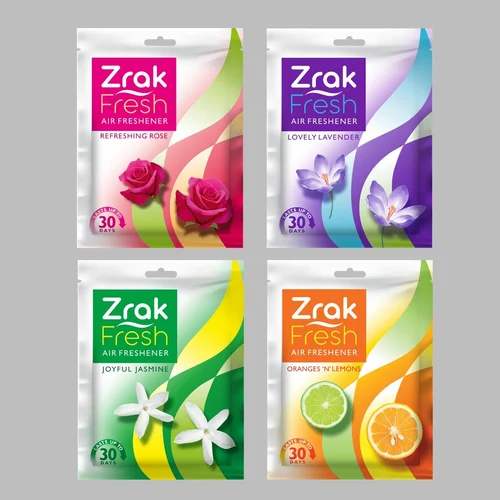 Zrak
Fresh
AIR FRESHENER
REFRESHING ROSE
LASTS UP TO
30
DAYS
Zrak
Fresh
AIR FRESHENER
LOVELY LAVENDER
LASTS UP TO
30
DAYS
Zrak
Fresh
AIR FRESHENER
JOYFUL JASMINE
LASTS UP TO
30
DAYS
Zrak
Fresh
AIR FRESHENER
ORANGES 'N' LEMONS
LASTS UP TO
30
DAYS